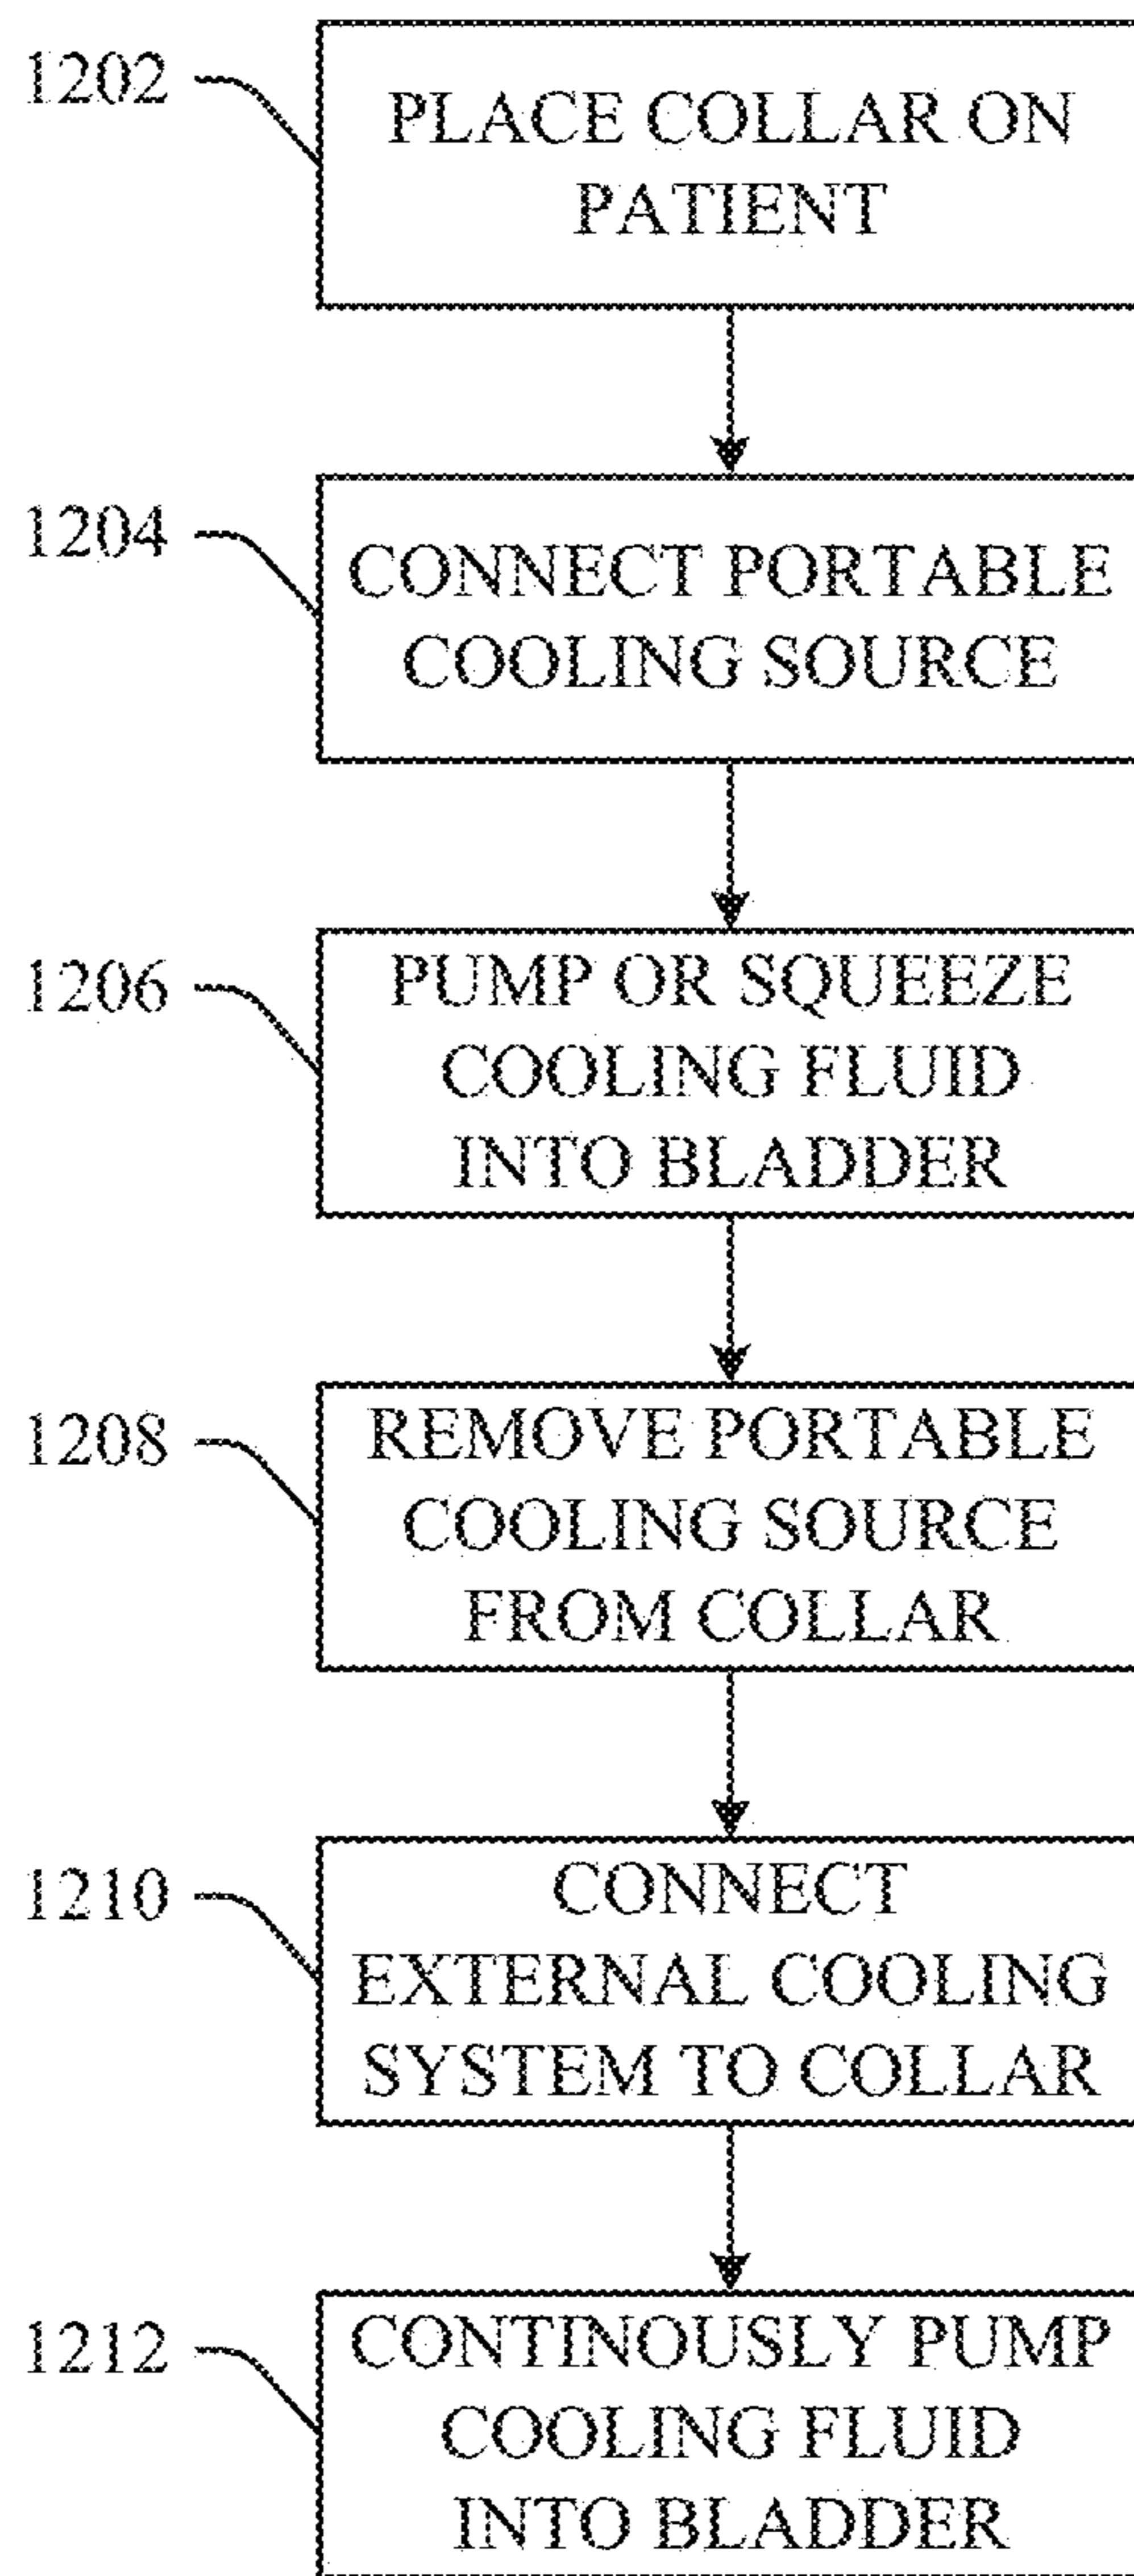 1202
PLACE COLLAR ON
PATIENT
1204
CONNECT PORTABLE
COOLING SOURCE
1206
PUMP OR SQUEEZE
COOLING FLUID
INTO BLADDER
1208
REMOVE PORTABLE
COOLING SOURCE
FROM COLLAR
1210
CONNECT
EXTERNAL COOLING
SYSTEM TO COLLAR
1212
CONTINOUSLY PUMP
COOLING FLUID
INTO BLADDER